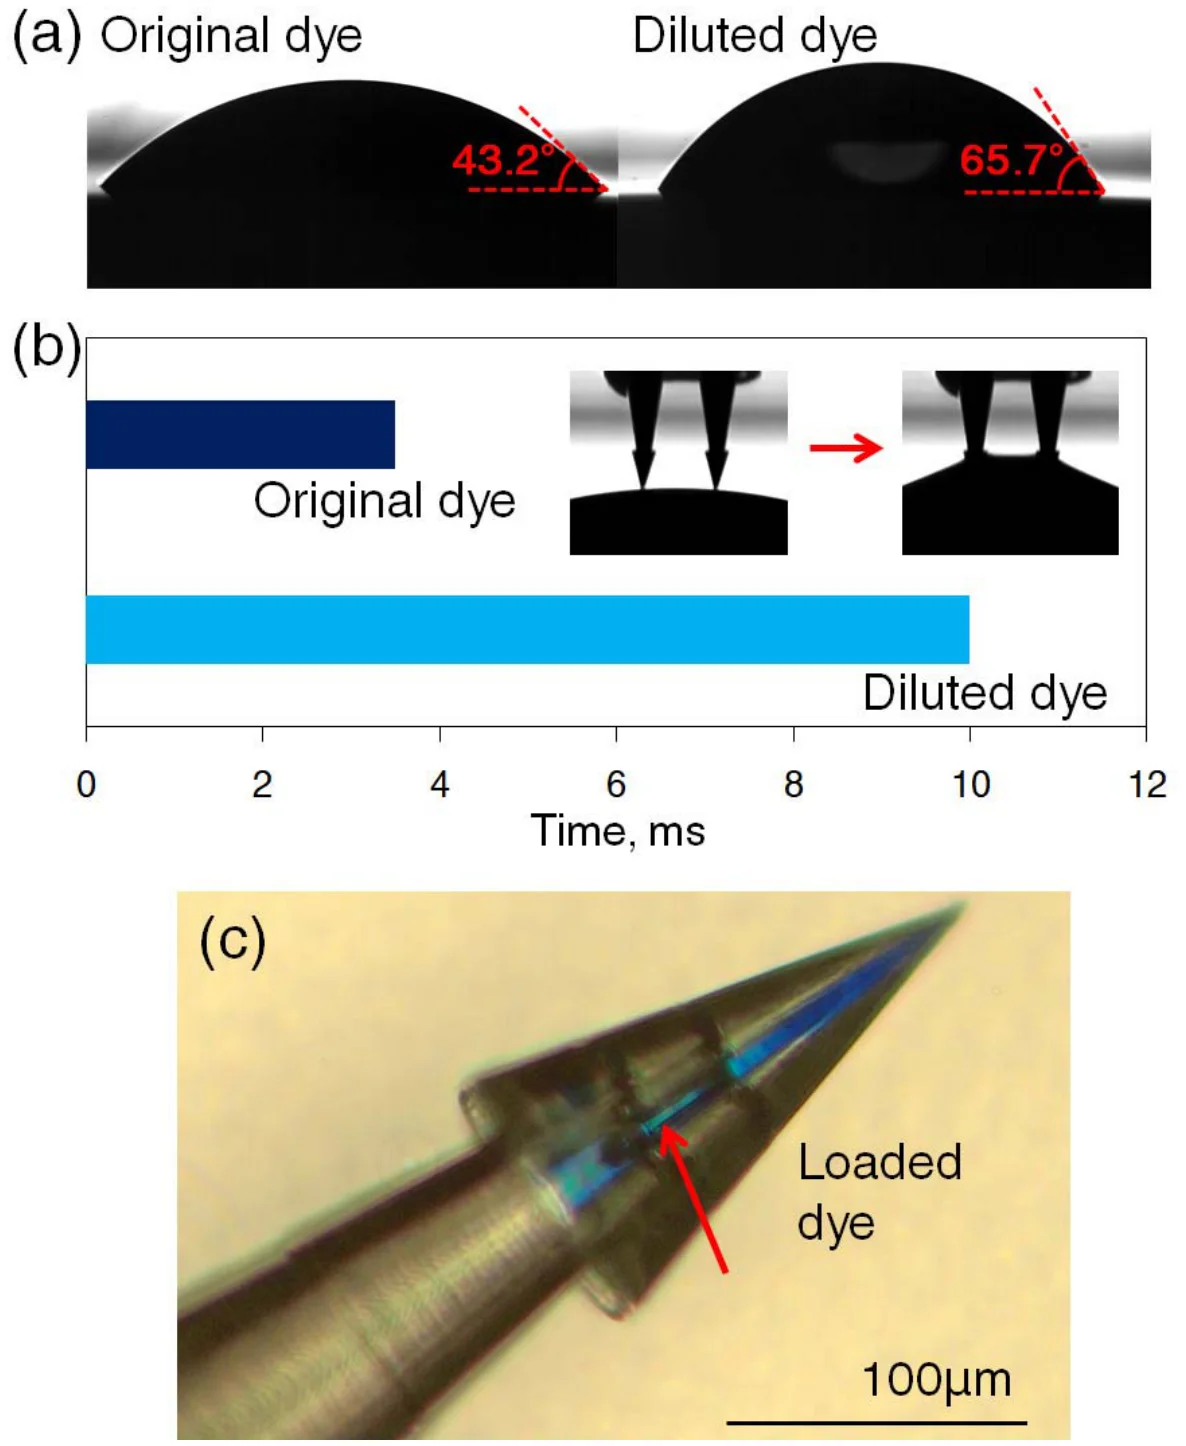 (a) Original dye Diluted dye
43.2° 65.7°
(b)
Original dye
Diluted dye
0 2 4 6 8 10 12
Time, ms
(c)
Loaded
dye
100µm